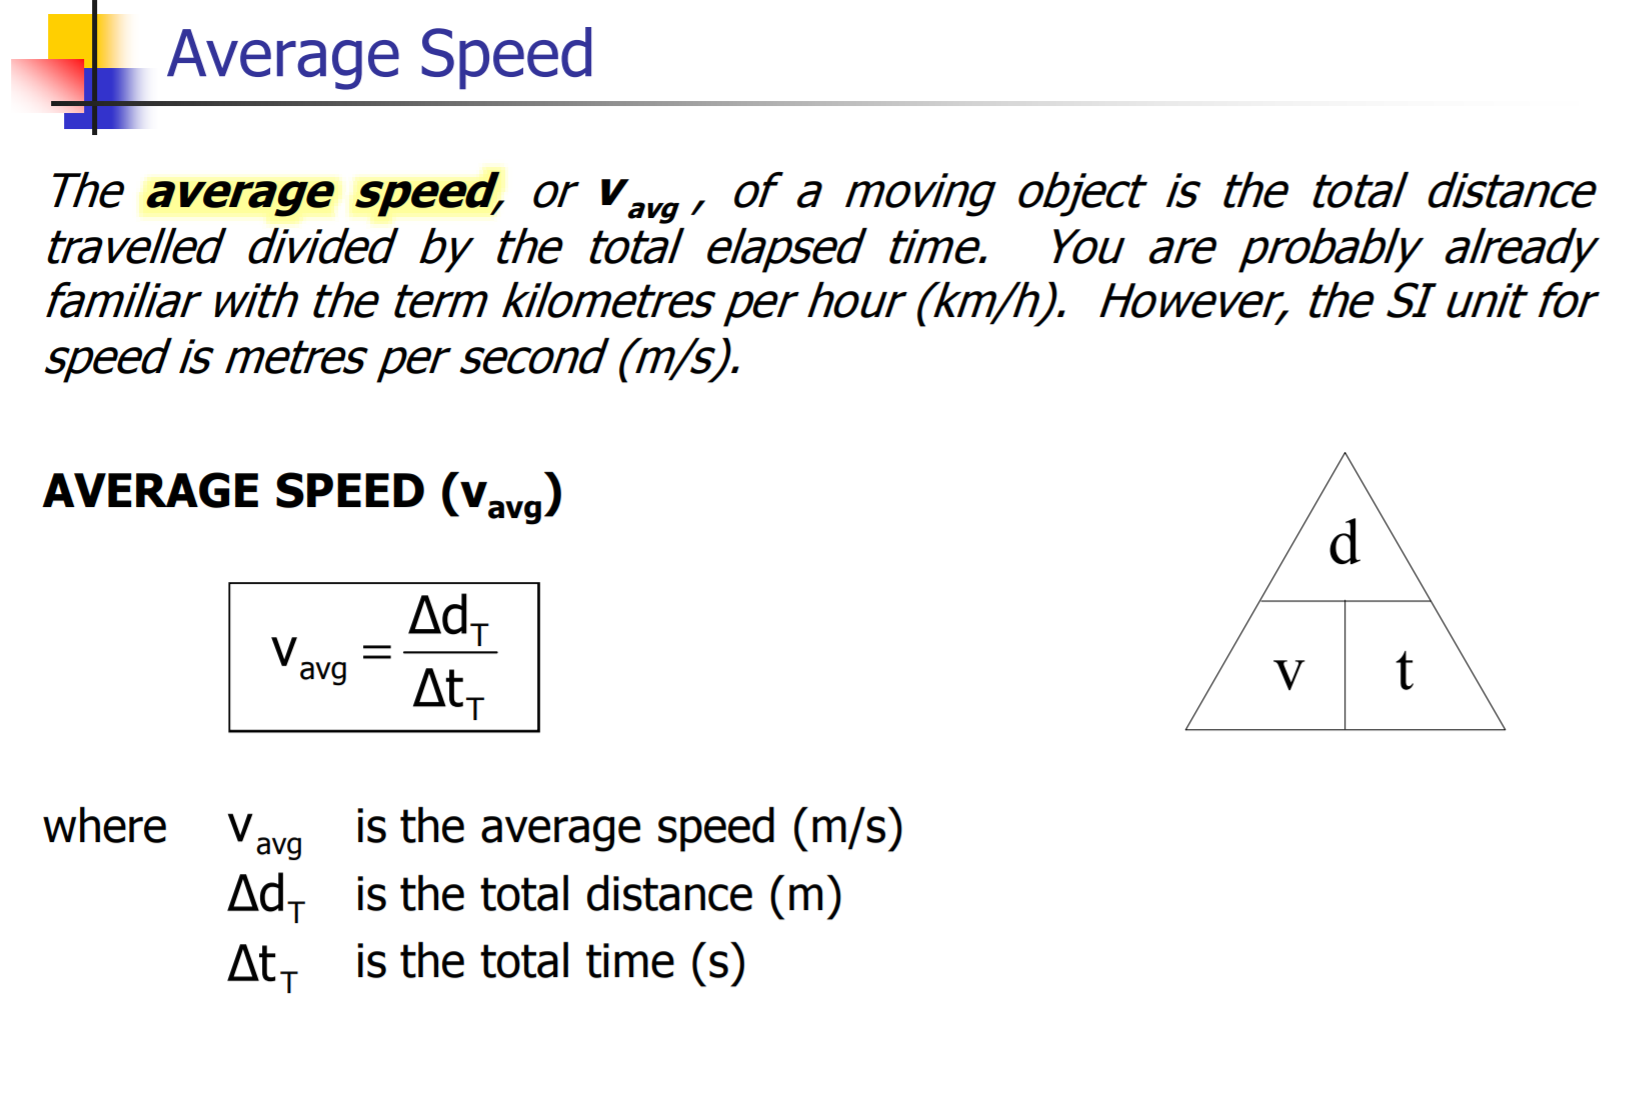 Average Speed
The average speed, or v avg , of a moving object is the total distance
travelled divided by the total elapsed time. You are probably already
familiar with the term kilometres per hour (km/h). However, the SI unit for
speed is metres per second (m/s).
AVERAGE SPEED (vavg)
vavg = ΔdT / ΔtT
d
v t
where vavg is the average speed (m/s)
ΔdT is the total distance (m)
ΔtT is the total time (s)